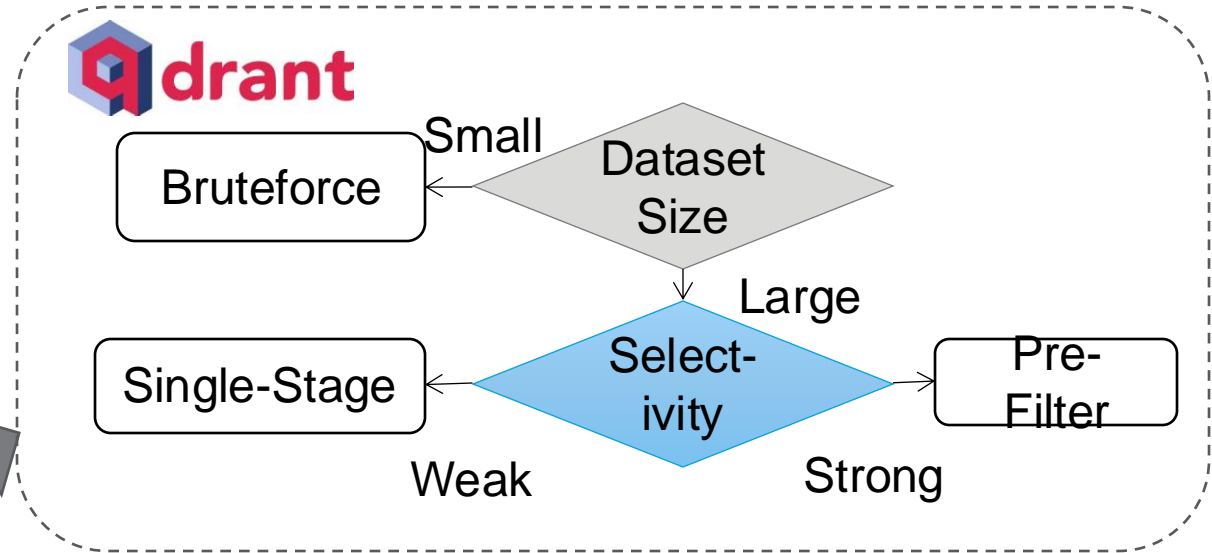 qdrant
Small
Bruteforce
Dataset
Size
Large
Single-Stage
Select-
ivity
Pre-
Filter
Weak
Strong